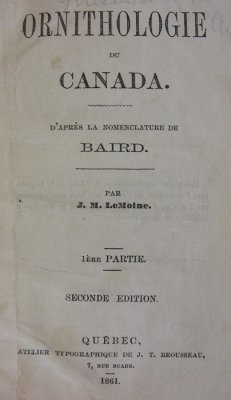 ORNITHOLOGIE
DU
CANADA.
D'APRÈS LA NOMENCLATURE DE
BAIRD.
PAR
J. M. LeMoine.
1ÈRE PARTIE.
SECONDE EDITION.
QUÉBEC,
ATELIER TYPOGRAPHIQUE DE J. T. BROUSSEAU,
7, RUE BUADE.
1861.